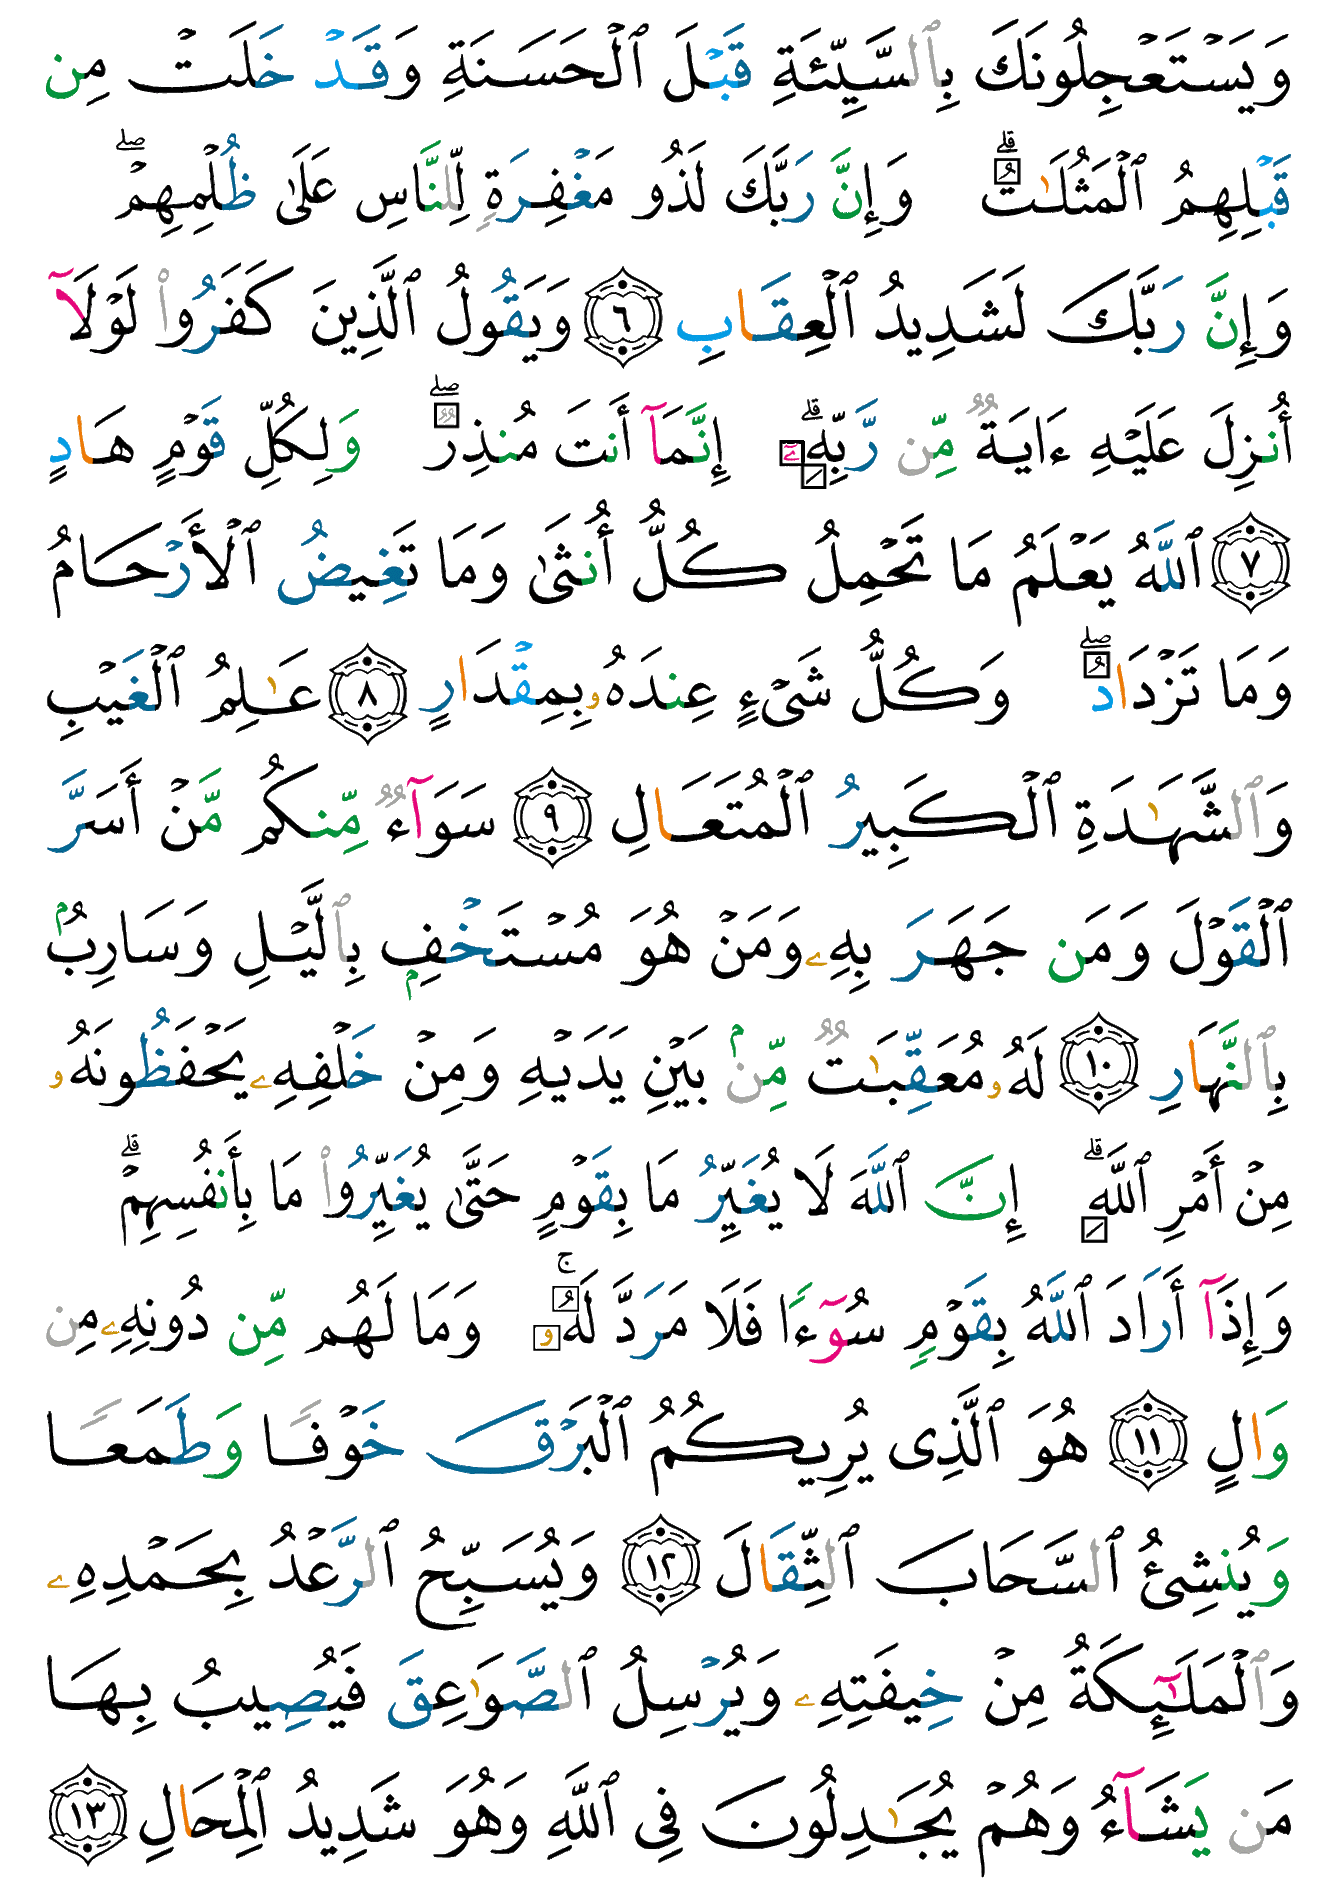 وَيَسۡتَعۡجِلُونَكَ بِٱلسَّيِّئَةِ قَبۡلَ ٱلۡحَسَنَةِ وَقَدۡ خَلَتۡ مِن
قَبۡلِهِمُ ٱلۡمَثُلَٰتُۗ وَإِنَّ رَبَّكَ لَذُو مَغۡفِرَةٖ لِّلنَّاسِ عَلَىٰ ظُلۡمِهِمۡۖ
وَإِنَّ رَبَّكَ لَشَدِيدُ ٱلۡعِقَابِ ٦ وَيَقُولُ ٱلَّذِينَ كَفَرُواْ لَوۡلَآ
أُنزِلَ عَلَيۡهِ ءَايَةٞ مِّن رَّبِّهِۦٓۗ إِنَّمَآ أَنتَ مُنذِرٞۖ وَلِكُلِّ قَوۡمٍ هَادٍ
٧ ٱللَّهُ يَعۡلَمُ مَا تَحۡمِلُ كُلُّ أُنثَىٰ وَمَا تَغِيضُ ٱلۡأَرۡحَامُ
وَمَا تَزۡدَادُۖ وَكُلُّ شَيۡءٍ عِندَهُۥ بِمِقۡدَارٍ ٨ عَٰلِمُ ٱلۡغَيۡبِ
وَٱلشَّهَٰدَةِ ٱلۡكَبِيرُ ٱلۡمُتَعَالِ ٩ سَوَآءٞ مِّنكُم مَّنۡ أَسَرَّ
ٱلۡقَوۡلَ وَمَن جَهَرَ بِهِۦ وَمَنۡ هُوَ مُسۡتَخۡفِۭ بِٱلَّيۡلِ وَسَارِبُۢ
بِٱلنَّهَارِ ١٠ لَهُۥ مُعَقِّبَٰتٞ مِّنۢ بَيۡنِ يَدَيۡهِ وَمِنۡ خَلۡفِهِۦ يَحۡفَظُونَهُۥ
مِنۡ أَمۡرِ ٱللَّهِۗ إِنَّ ٱللَّهَ لَا يُغَيِّرُ مَا بِقَوۡمٍ حَتَّىٰ يُغَيِّرُواْ مَا بِأَنفُسِهِمۡۗ
وَإِذَآ أَرَادَ ٱللَّهُ بِقَوۡمٖ سُوٓءٗا فَلَا مَرَدَّ لَهُۥۚ وَمَا لَهُم مِّن دُونِهِۦ مِن
وَالٍ ١١ هُوَ ٱلَّذِي يُرِيكُمُ ٱلۡبَرۡقَ خَوۡفٗا وَطَمَعٗا
وَيُنشِئُ ٱلسَّحَابَ ٱلثِّقَالَ ١٢ وَيُسَبِّحُ ٱلرَّعۡدُ بِحَمۡدِهِۦ
وَٱلۡمَلَٰٓئِكَةُ مِنۡ خِيفَتِهِۦ وَيُرۡسِلُ ٱلصَّوَٰعِقَ فَيُصِيبُ بِهَا
مَن يَشَآءُ وَهُمۡ يُجَٰدِلُونَ فِي ٱللَّهِ وَهُوَ شَدِيدُ ٱلۡمِحَالِ ١٣